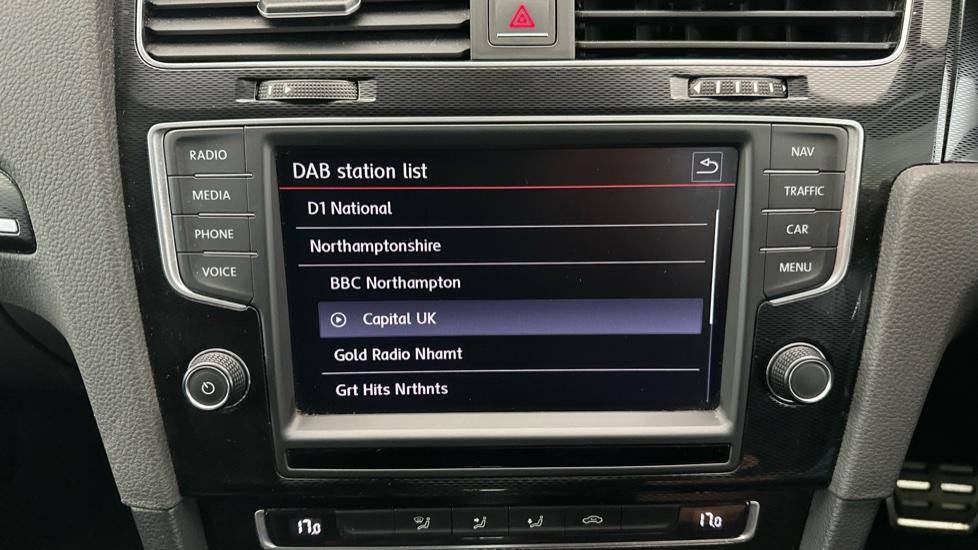 RADIO
MEDIA
PHONE
VOICE
DAB station list
D1 National
Northamptonshire
BBC Northampton
Capital UK
Gold Radio Nhamt
Grt Hits Nrthnts
NAV
TRAFFIC
CAR
MENU
17.0
17.0